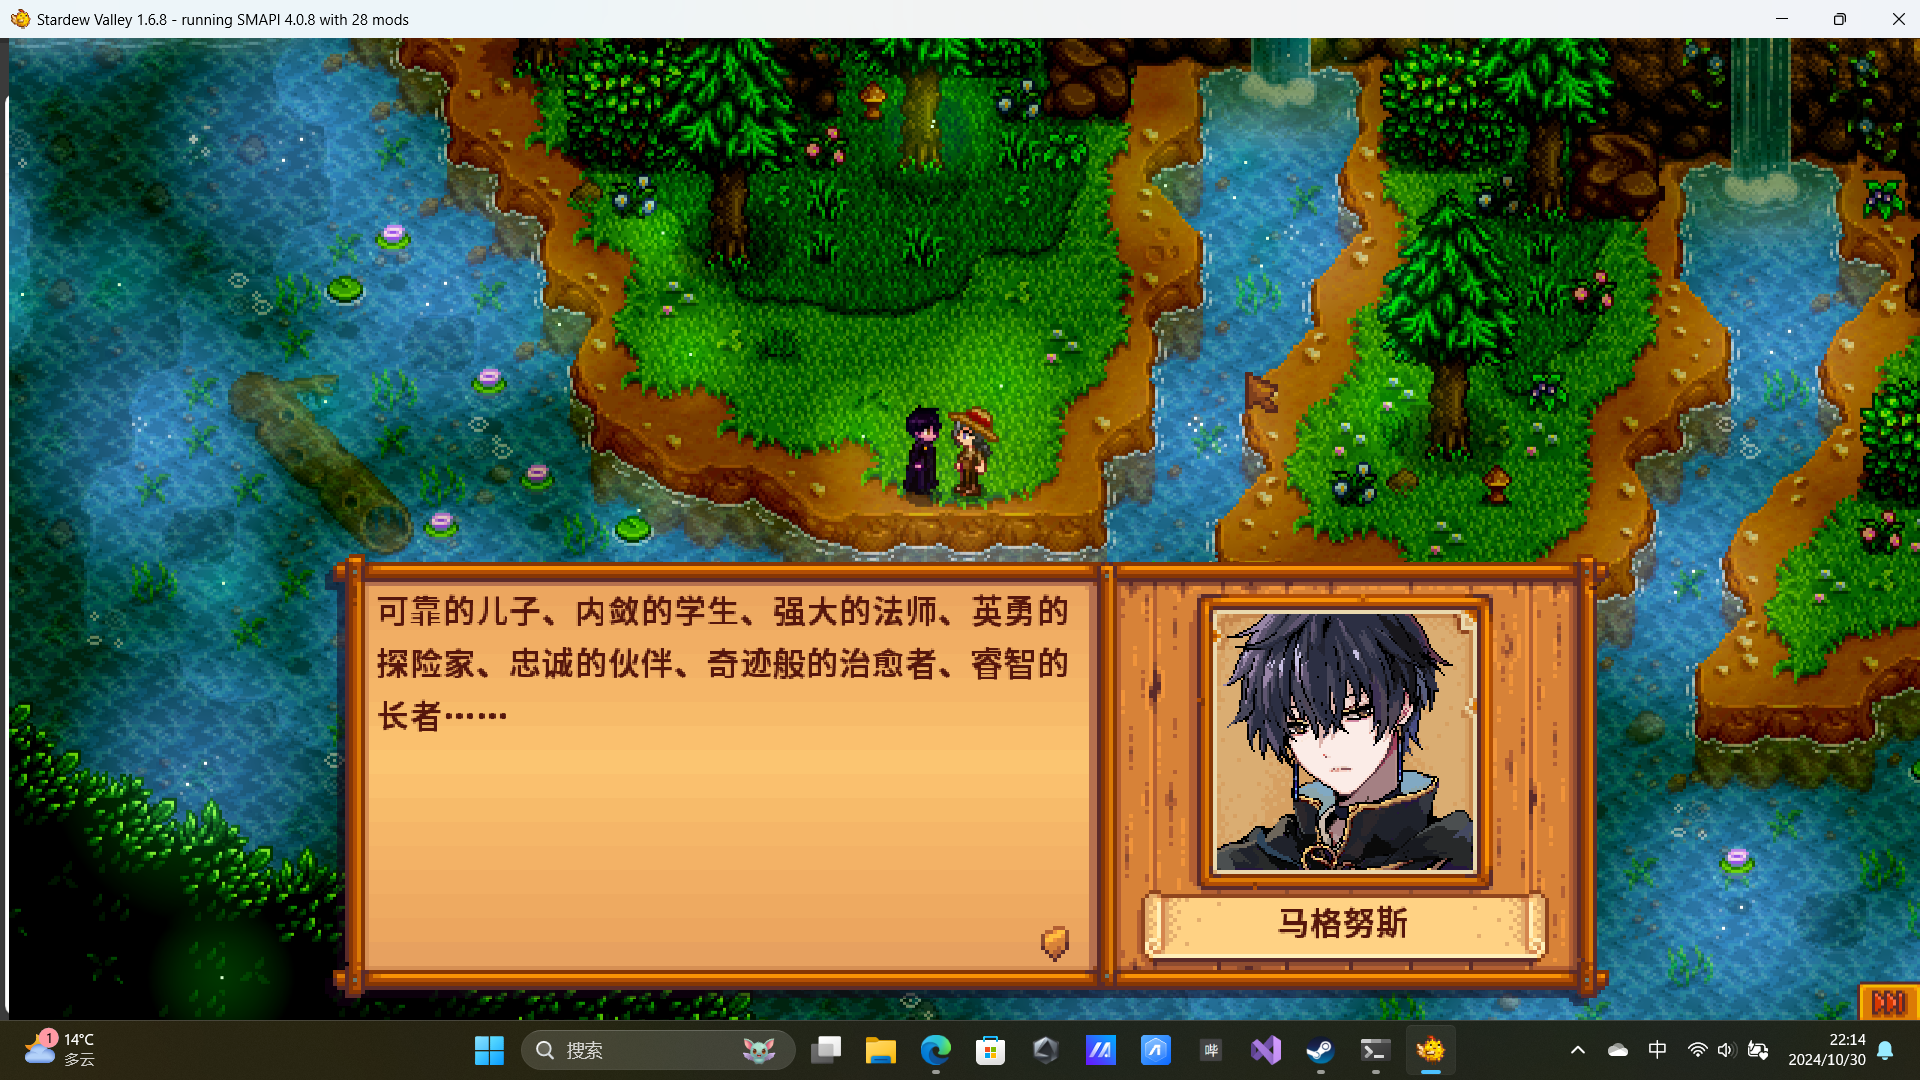 Stardew Valley 1.6.8 - running SMAPI 4.0.8 with 28 mods
可靠的儿子、内敛的学生、强大的法师、英勇的
探险家、忠诚的伙伴、奇迹般的治愈者、睿智的
长者……
马格努斯
1
14°C
多云
搜索
哔
中
22:14
2024/10/30